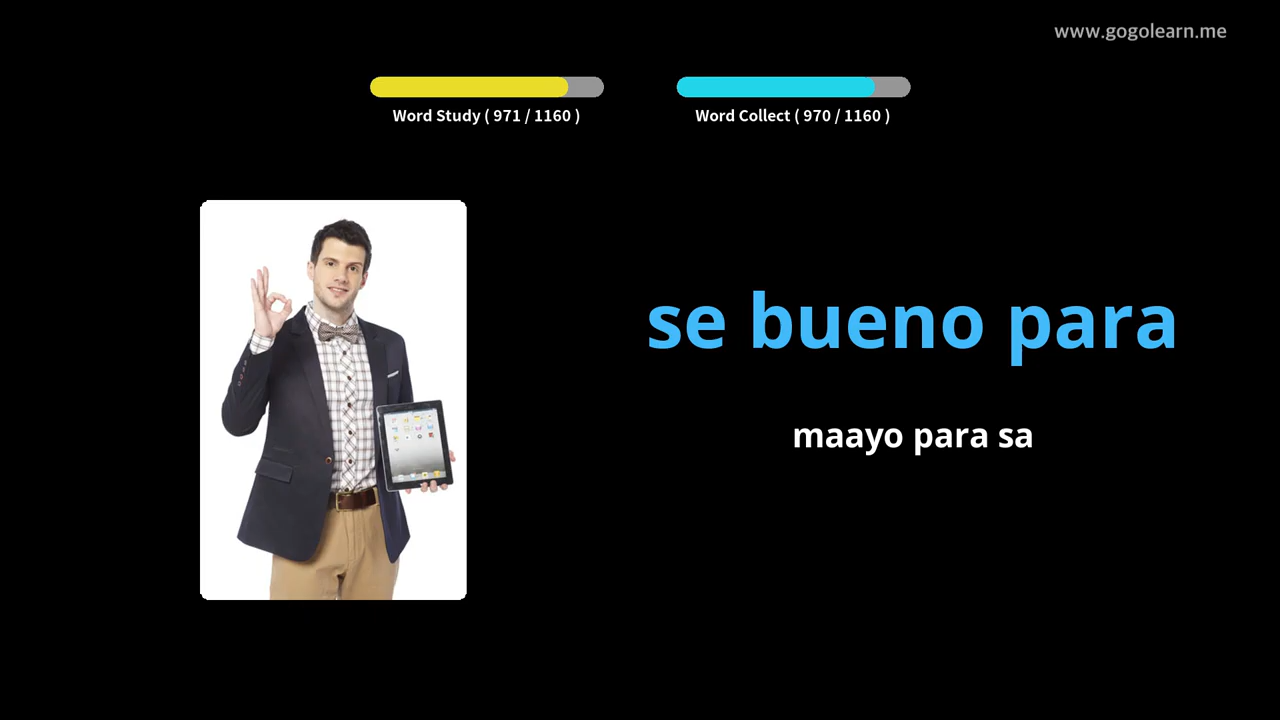 www.gogolearn.me
Word Study ( 971 / 1160 )
Word Collect ( 970 / 1160 )
se bueno para
maayo para sa